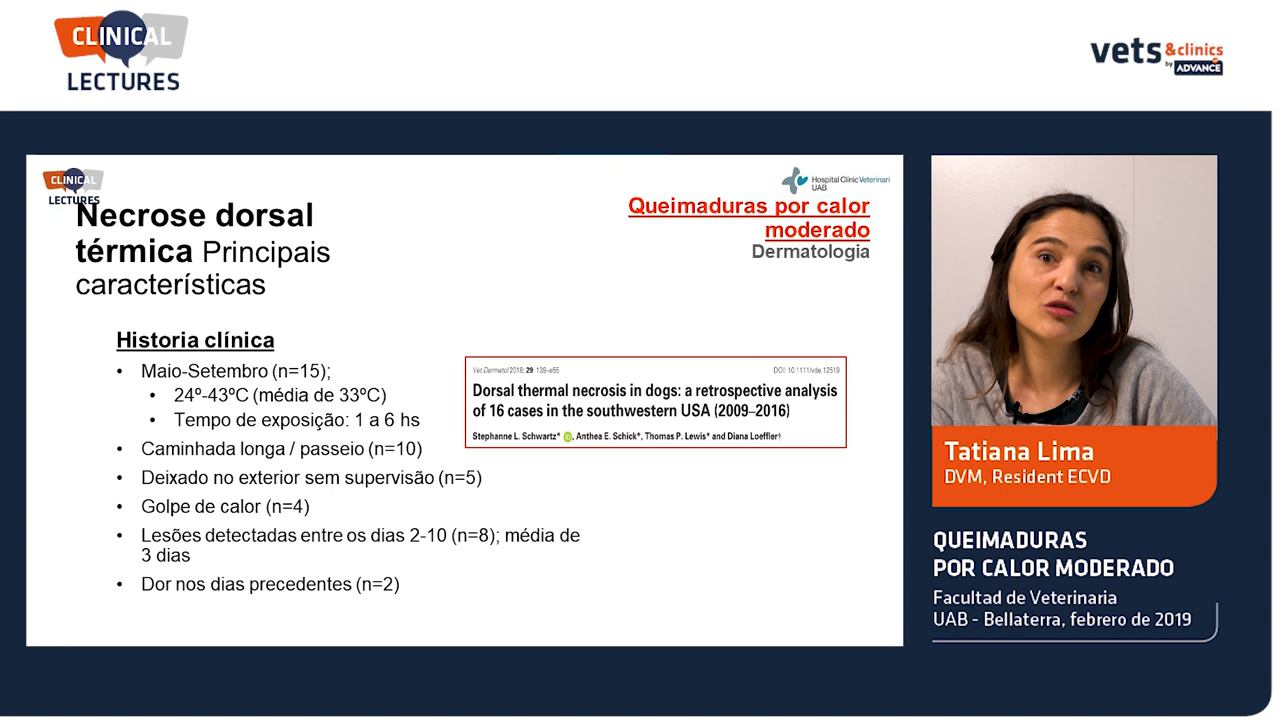 CLINICAL
LECTURES
vets &clinics
by ADVANCE
CLINICAL
LECTURES
Hospital Clínic Veterinari
UAB
Necrose dorsal
térmica Principais
características
Queimaduras por calor
moderado
Dermatologia
Historia clínica
• Maio-Setembro (n=15);
• 24º-43ºC (média de 33ºC)
• Tempo de exposição: 1 a 6 hs
• Caminhada longa / passeio (n=10)
• Deixado no exterior sem supervisão (n=5)
• Golpe de calor (n=4)
• Lesões detectadas entre os dias 2-10 (n=8); média de
3 dias
• Dor nos dias precedentes (n=2)
Vet Dermatol 2018; 29: 139–e55 DOI: 10.1111/vde.12519
Dorsal thermal necrosis in dogs: a retrospective analysis
of 16 cases in the southwestern USA (2009–2016)
Stephanne L. Schwartz* iD, Anthea E. Schick*, Thomas P. Lewis* and Diana Loeffler†
Tatiana Lima
DVM, Resident ECVD
QUEIMADURAS
POR CALOR MODERADO
Facultad de Veterinaria
UAB - Bellaterra, febrero de 2019